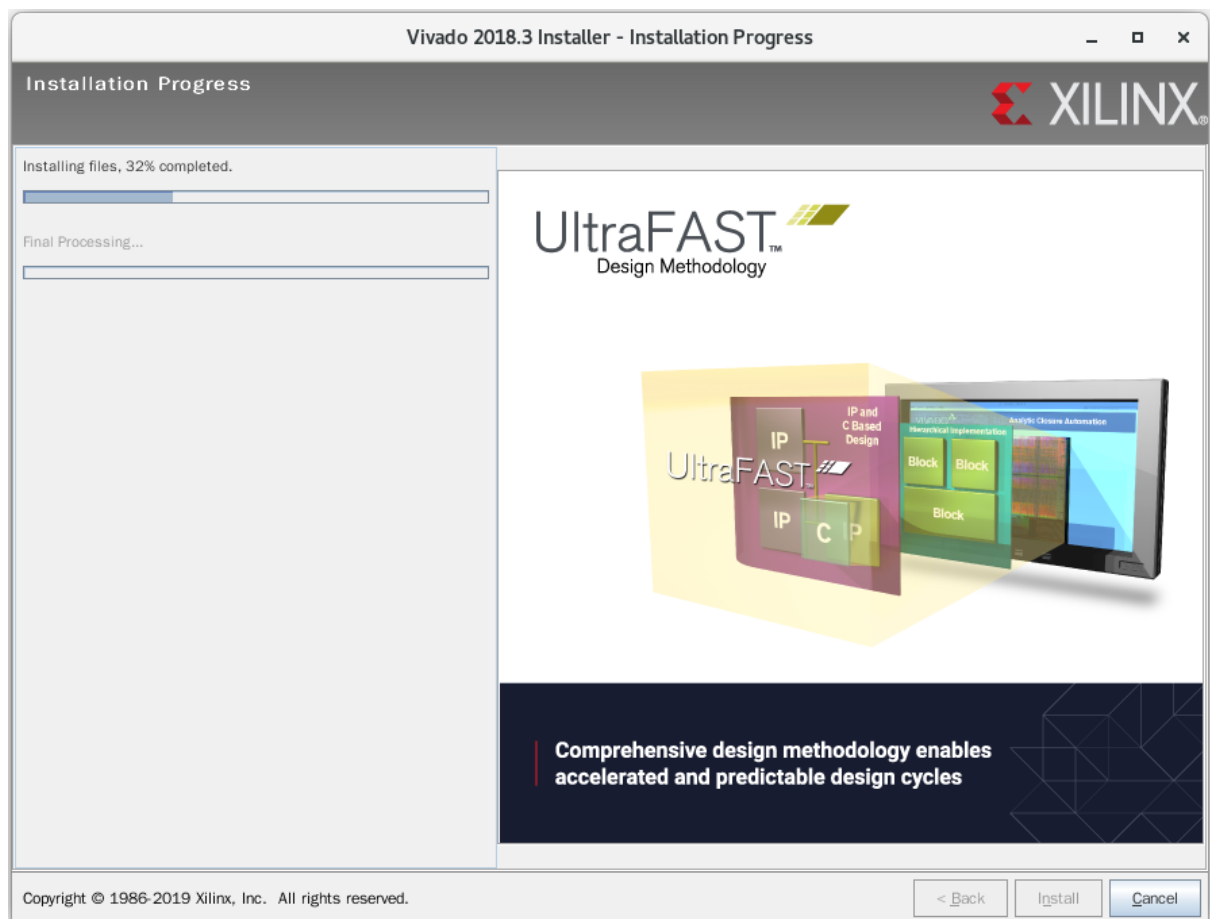 Vivado 2018.3 Installer - Installation Progress
Installation Progress
XILINX®
Installing files, 32% completed.
Final Processing...
UltraFAST™
Design Methodology
IP and
C Based
Design
IP
UltraFAST
IP
C
IP
Hierarchical Implementation
Block
Block
Block
Analytic Closure Automation
Comprehensive design methodology enables
accelerated and predictable design cycles
Copyright © 1986-2019 Xilinx, Inc. All rights reserved.
< Back
Install
Cancel